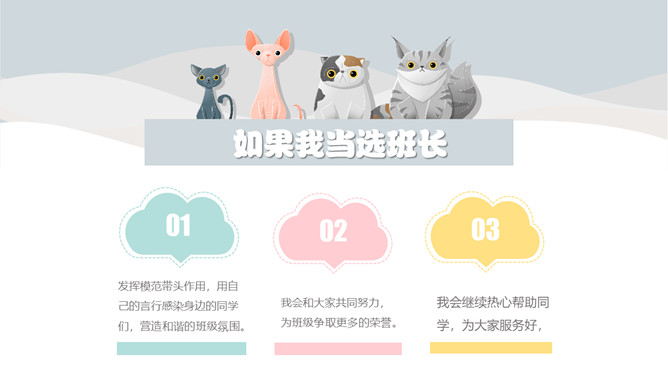 如果我当选班长
01
发挥模范带头作用，用自
己的言行感染身边的同学
们，营造和谐的班级氛围。
02
我会和大家共同努力，
为班级争取更多的荣誉。
03
我会继续热心帮助同
学，为大家服务好，